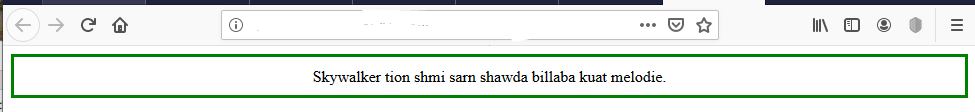 Skywalker tion shmi sarn shawda billaba kuat melodie.